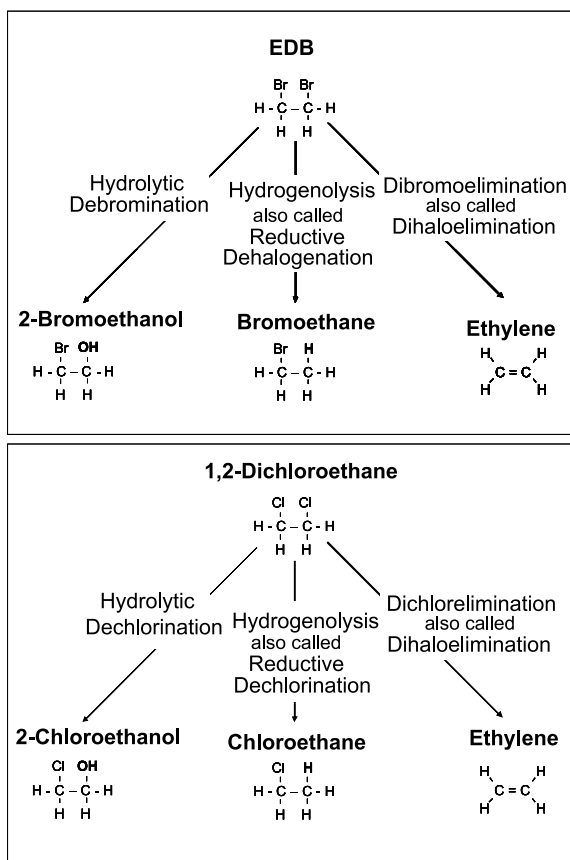 EDB
Br Br
H - C - C - H
H H
Hydrolytic
Debromination
Hydrogenolysis
also called
Reductive
Dehalogenation
Dibromoelimination
also called
Dihaloelimination
2-Bromoethanol
Br OH
H - C - C - H
H H
Bromoethane
Br H
H - C - C - H
H H
Ethylene
H H
C = C
H H
1,2-Dichloroethane
Cl Cl
H - C - C - H
H H
Hydrolytic
Dechlorination
Hydrogenolysis
also called
Reductive
Dechlorination
Dichlorelimination
also called
Dihaloelimination
2-Chloroethanol
Cl OH
H - C - C - H
H H
Chloroethane
Cl H
H - C - C - H
H H
Ethylene
H H
C = C
H H